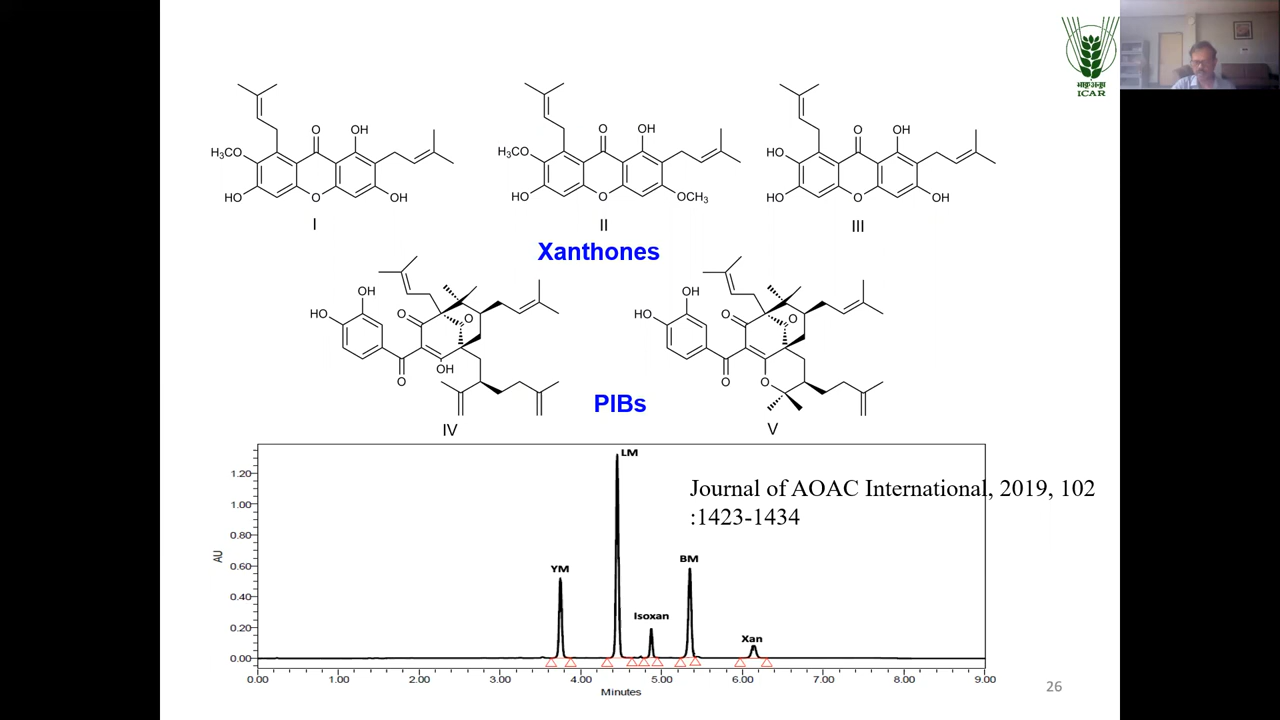 भाकृअनुप
ICAR
O
OH
H₃CO
HO
O
OH
I
O
OH
H₃CO
HO
O
OCH₃
II
O
OH
HO
HO
O
OH
III
Xanthones
OH
HO
O
O
O
OH
IV
OH
HO
O
O
O
O
V
PIBs
LM
Journal of AOAC International, 2019, 102
:1423-1434
YM
BM
Isoxan
Xan
AU
1.20
1.00
0.80
0.60
0.40
0.20
0.00
0.00 1.00 2.00 3.00 4.00 5.00 6.00 7.00 8.00 9.00
Minutes
26